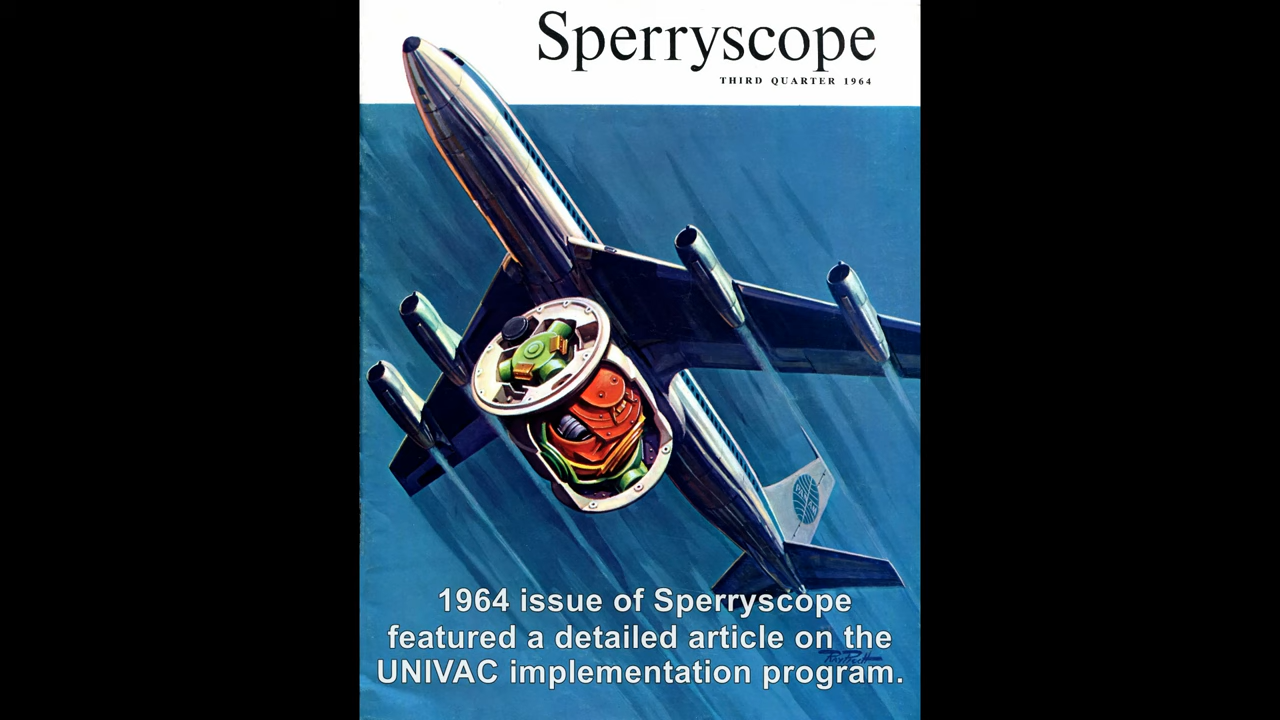 Sperryscope
THIRD QUARTER 1964
1964 issue of Sperryscope
featured a detailed article on the
UNIVAC implementation program.